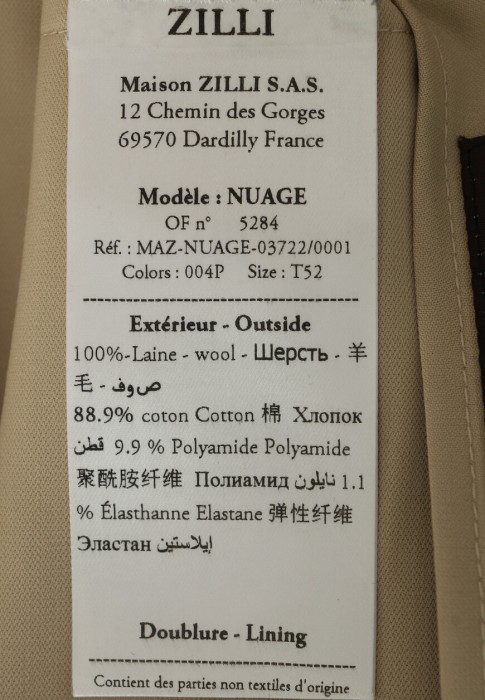 ZILLI
Maison ZILLI S.A.S.
12 Chemin des Gorges
69570 Dardilly France
Modèle : NUAGE
OF n° 5284
Réf. : MAZ-NUAGE-03722/0001
Colors : 004P Size : T52
Extérieur - Outside
100%-Laine - wool - Шерсть - 羊
毛 - صوف
88.9% coton Cotton 棉 Хлопок
قطن 9.9 % Polyamide Polyamide
聚酰胺纤维 Полиамид نايلون 1.1
% Élasthanne Elastane 弹性纤维
Эластан إيلاستين
Doublure - Lining
Contient des parties non textiles d'origine